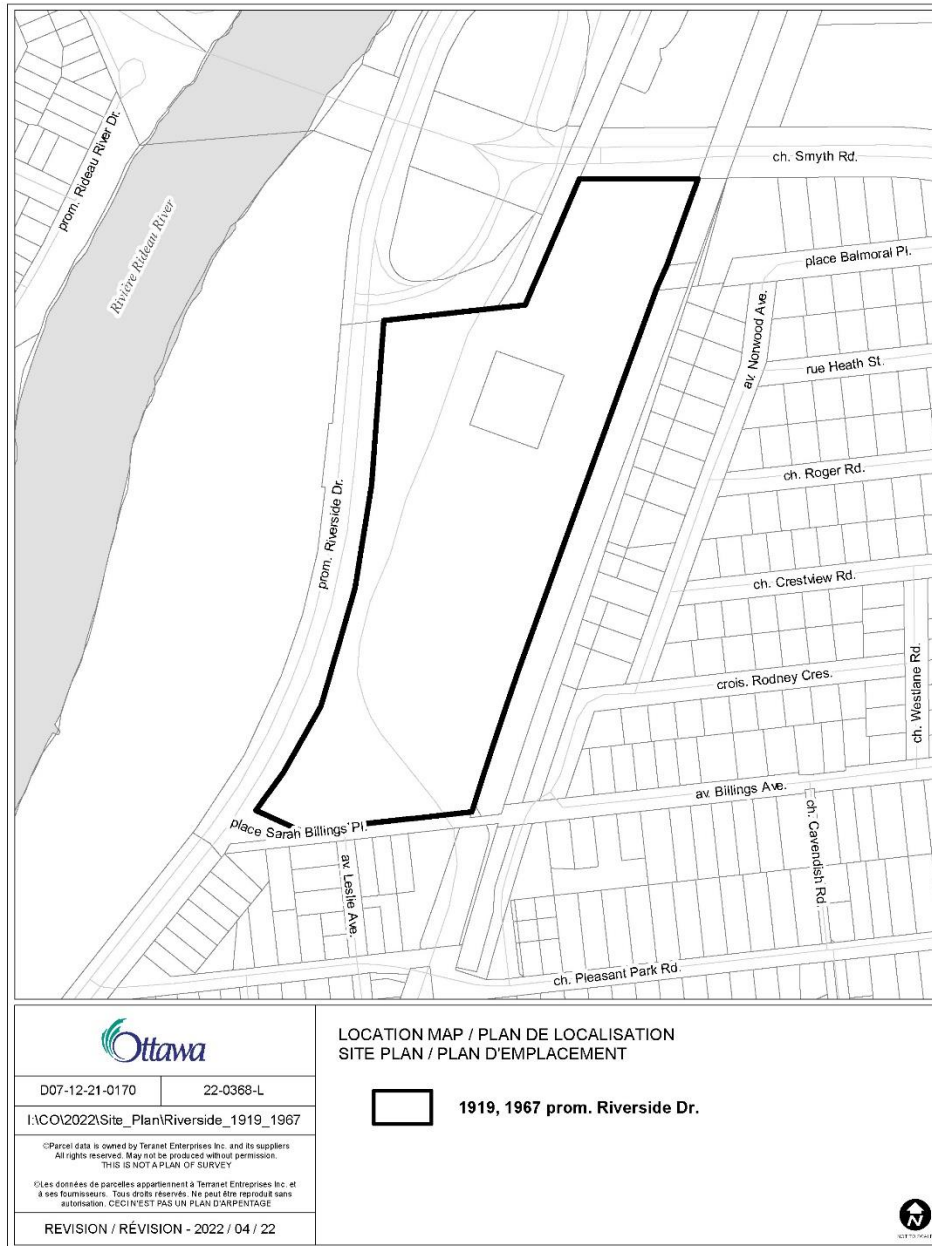 ch. Smyth Rd.
prom. Rideau River Dr.
Rivière Rideau River
place Balmoral Pl.
av. Norwood Ave.
rue Heath St.
ch. Roger Rd.
prom. Riverside Dr.
ch. Crestview Rd.
crois. Rodney Cres.
ch. Westlane Rd.
av. Billings Ave.
place Sarah Billings Pl.
av. Leslie Ave.
ch. Cavendish Rd.
ch. Pleasant Park Rd.
Ottawa
D07-12-21-0170
22-0368-L
I:\CO\2022\Site_Plan\Riverside_1919_1967
©Parcel data is owned by Teranet Enterprises Inc. and its suppliers
All rights reserved. May not be produced without permission.
THIS IS NOT A PLAN OF SURVEY
©Les données de parcelles appartiennent à Terranet Entreprises Inc. et
à ses fournisseurs. Tous droits réservés. Ne peut être reproduit sans
autorisation. CECI N'EST PAS UN PLAN D'ARPENTAGE
REVISION / RÉVISION - 2022 / 04 / 22
LOCATION MAP / PLAN DE LOCALISATION
SITE PLAN / PLAN D'EMPLACEMENT
1919, 1967 prom. Riverside Dr.
N
NOT TO SCALE